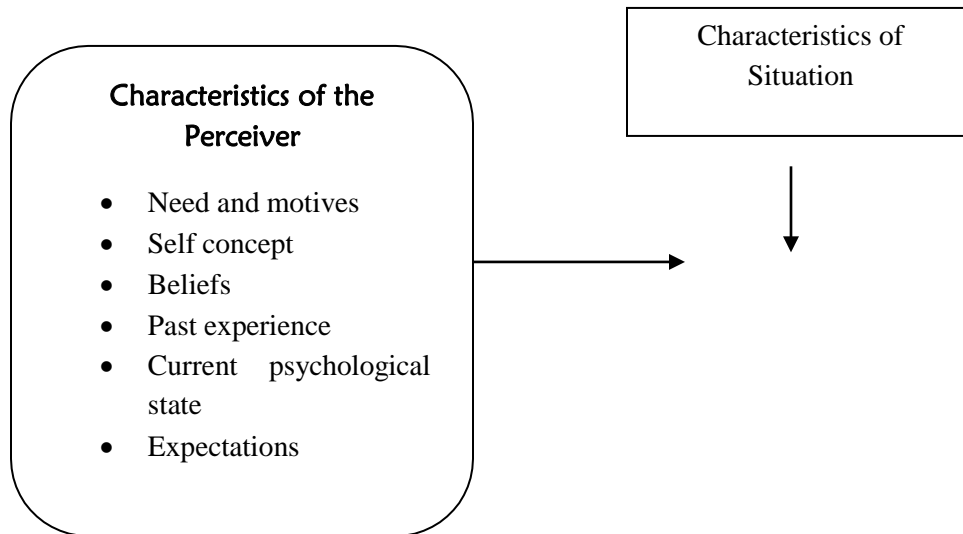 Characteristics of the
Perceiver
• Need and motives
• Self concept
• Beliefs
• Past experience
• Current psychological
state
• Expectations
Characteristics of
Situation